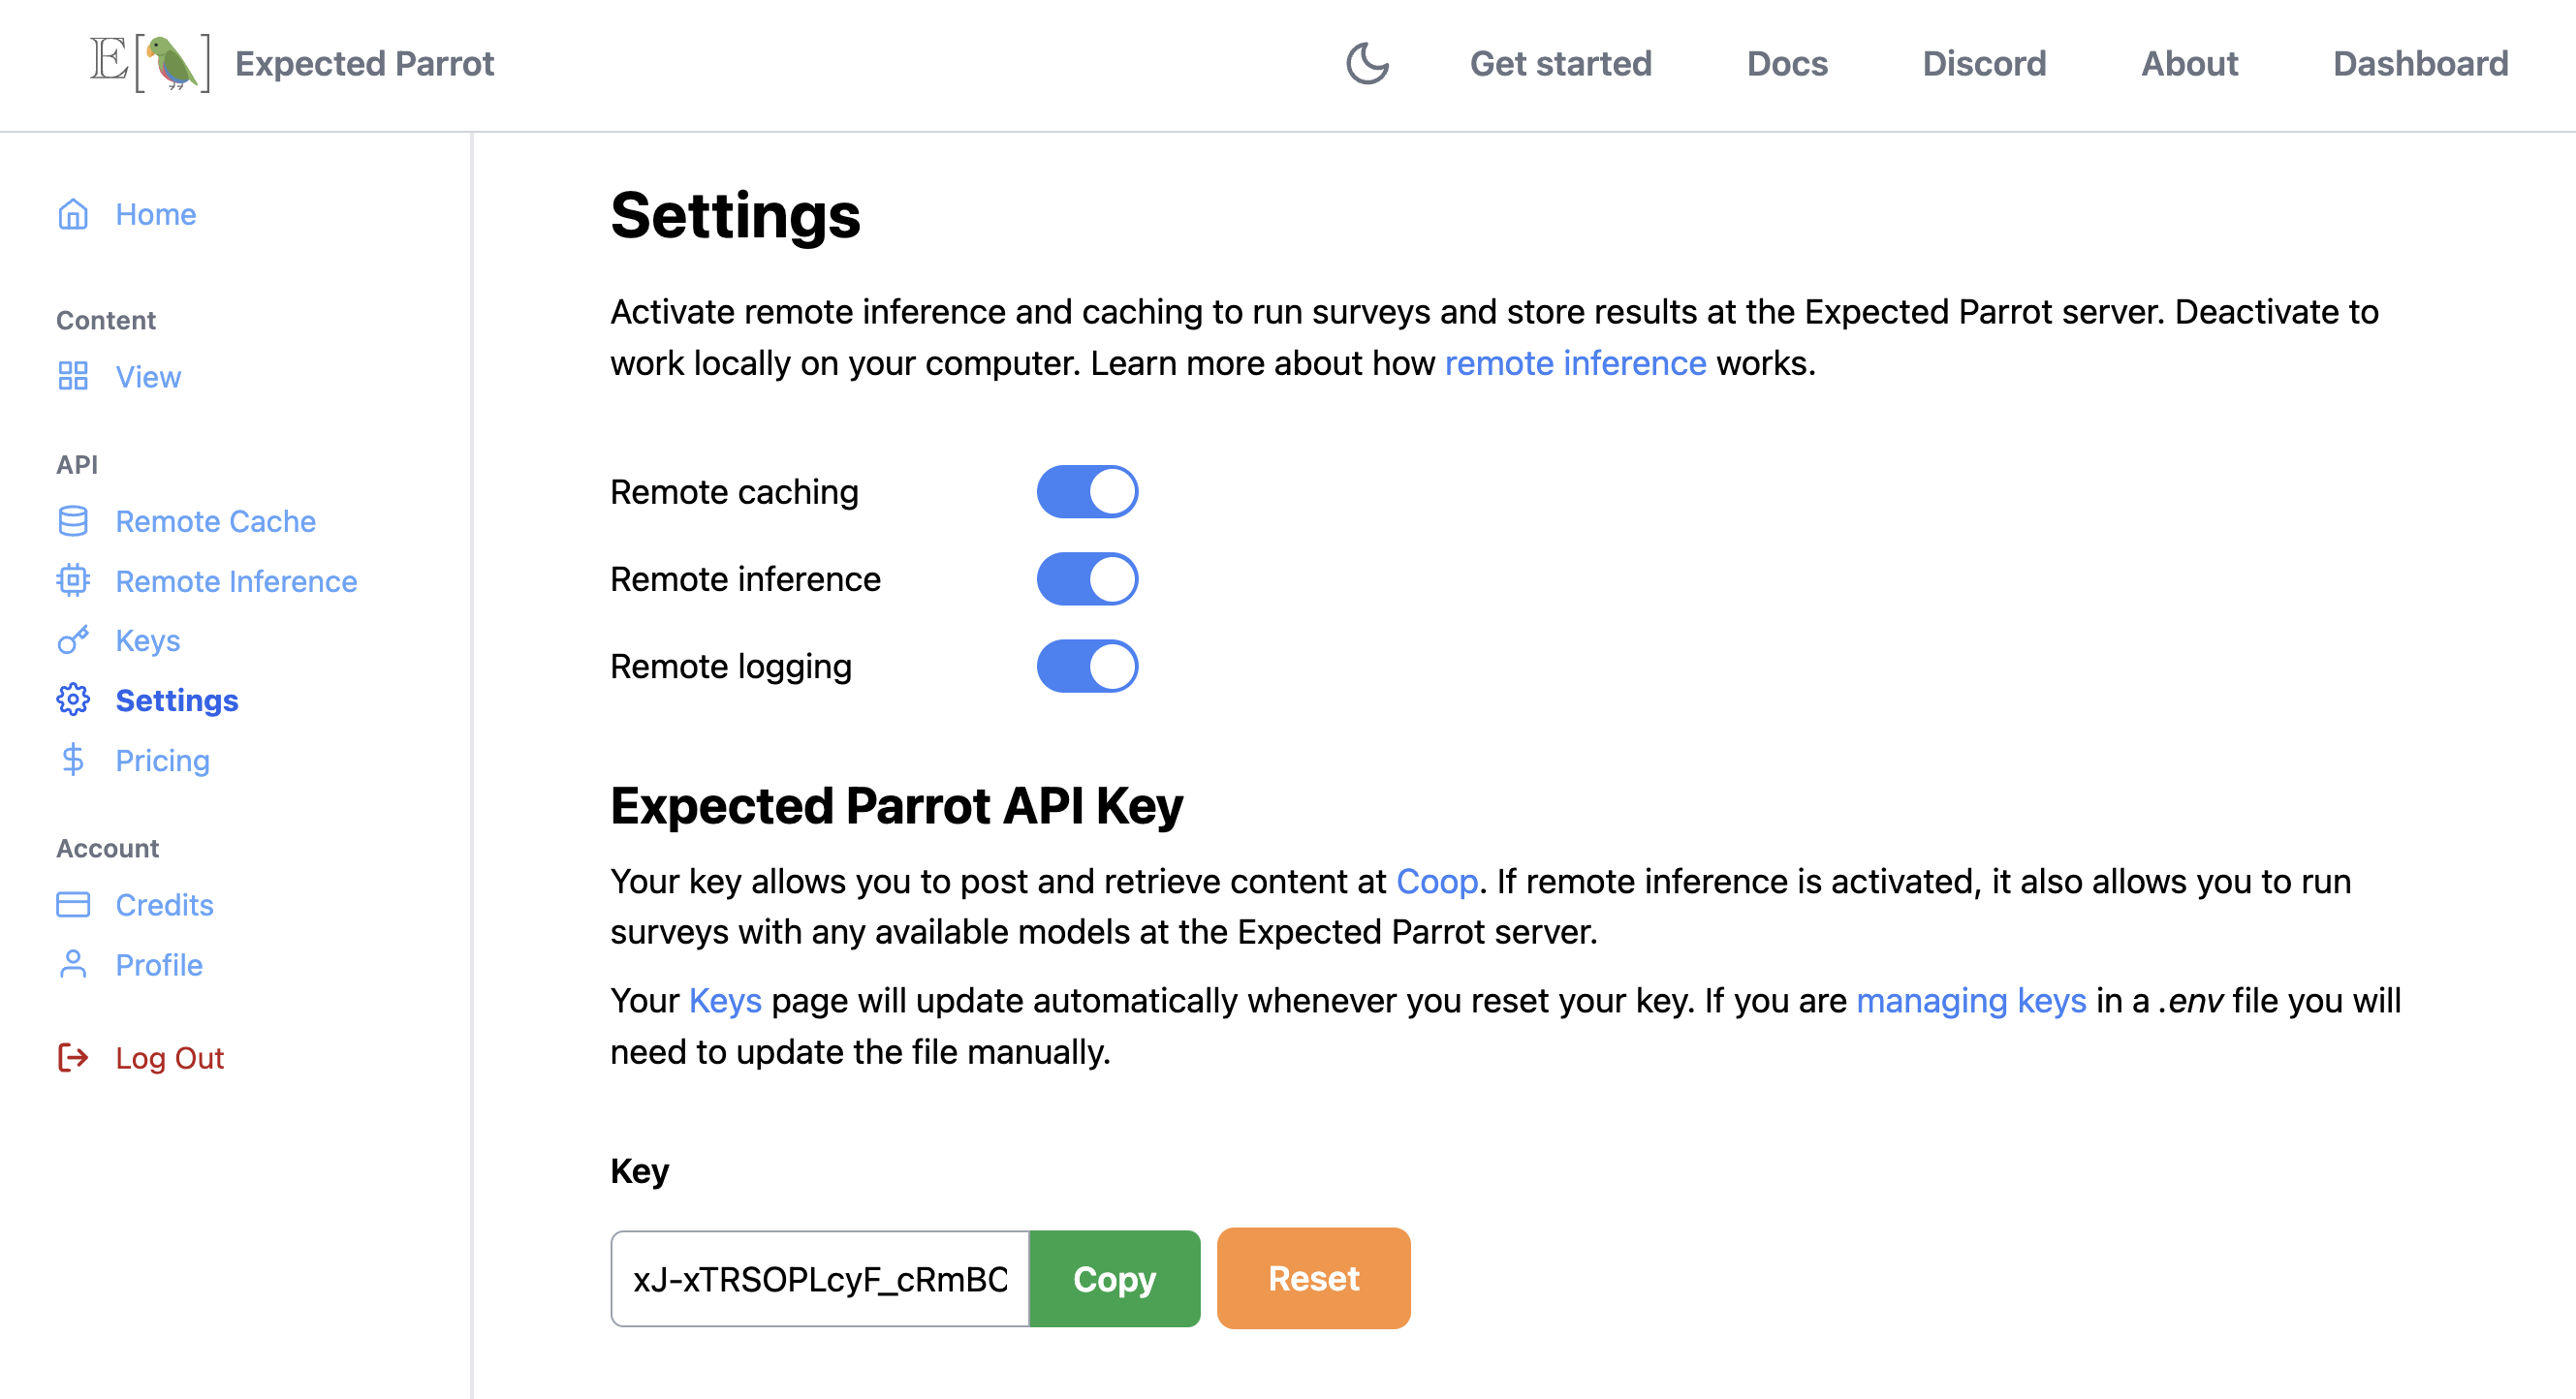 E[] Expected Parrot
Get started
Docs
Discord
About
Dashboard
Home
Content
View
API
Remote Cache
Remote Inference
Keys
Settings
Pricing
Account
Credits
Profile
Log Out
Settings
Activate remote inference and caching to run surveys and store results at the Expected Parrot server. Deactivate to
work locally on your computer. Learn more about how remote inference works.
Remote caching
Remote inference
Remote logging
Expected Parrot API Key
Your key allows you to post and retrieve content at Coop. If remote inference is activated, it also allows you to run
surveys with any available models at the Expected Parrot server.
Your Keys page will update automatically whenever you reset your key. If you are managing keys in a .env file you will
need to update the file manually.
Key
xJ-xTRSOPLcyF_cRmBC
Copy
Reset